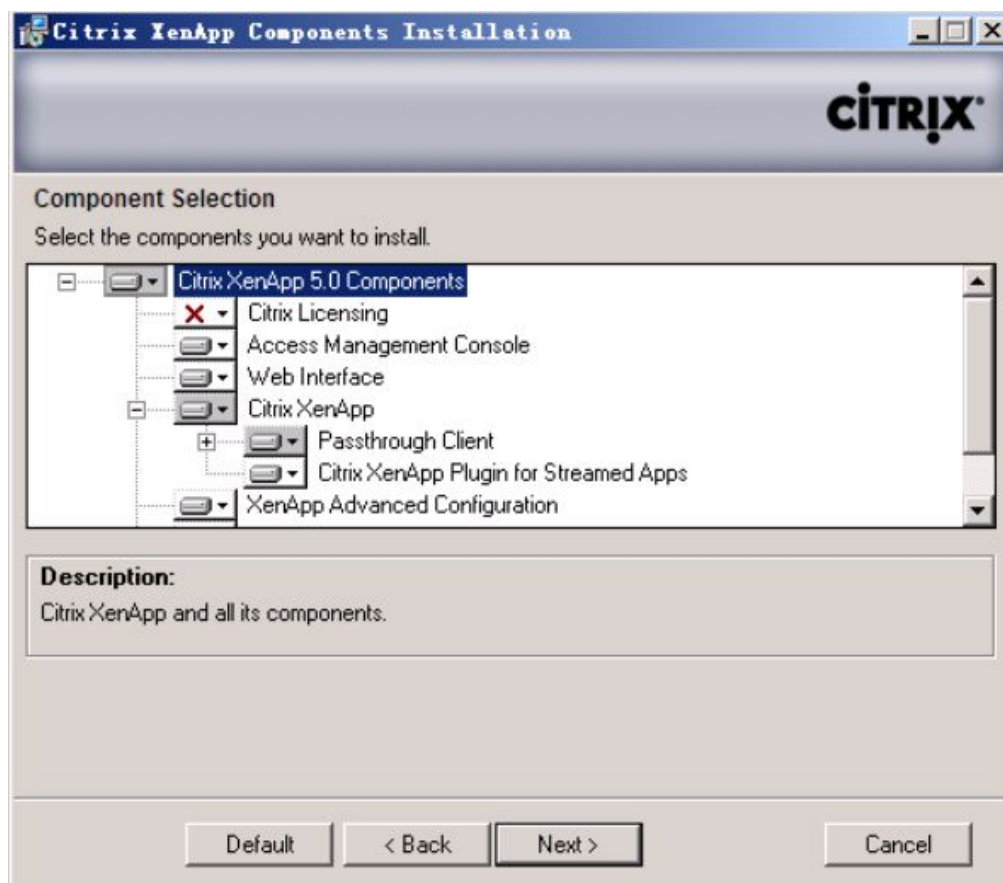 Citrix XenApp Components Installation
CİTRIX
Component Selection
Select the components you want to install.
Citrix XenApp 5.0 Components
Citrix Licensing
Access Management Console
Web Interface
Citrix XenApp
Passthrough Client
Citrix XenApp Plugin for Streamed Apps
XenApp Advanced Configuration
Description:
Citrix XenApp and all its components.
Default < Back Next > Cancel